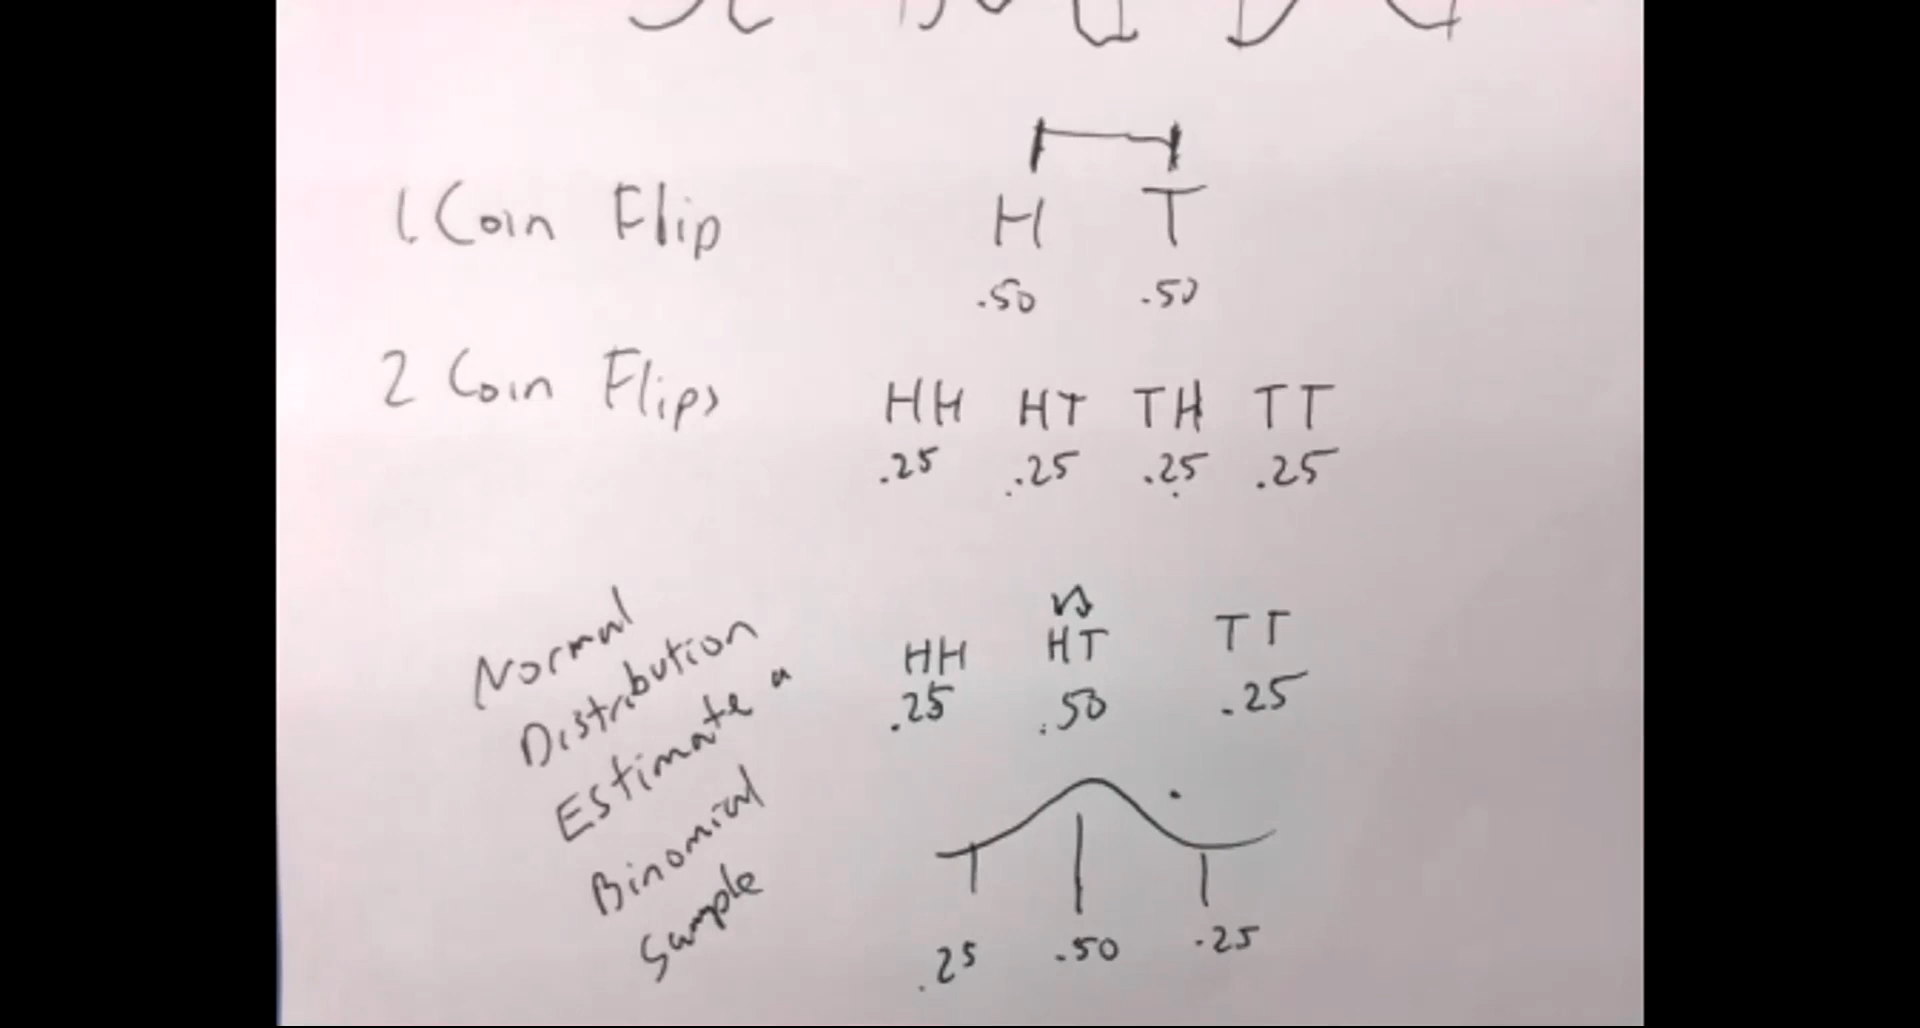 1 Coin Flip
H T
.50 .50
2 Coin Flips
HH HT TH TT
.25 .25 .25 .25
Normal
Distribution
Estimate a
Binomial
Sample
HH HT TT
.25 .50 .25
.25 .50 .25